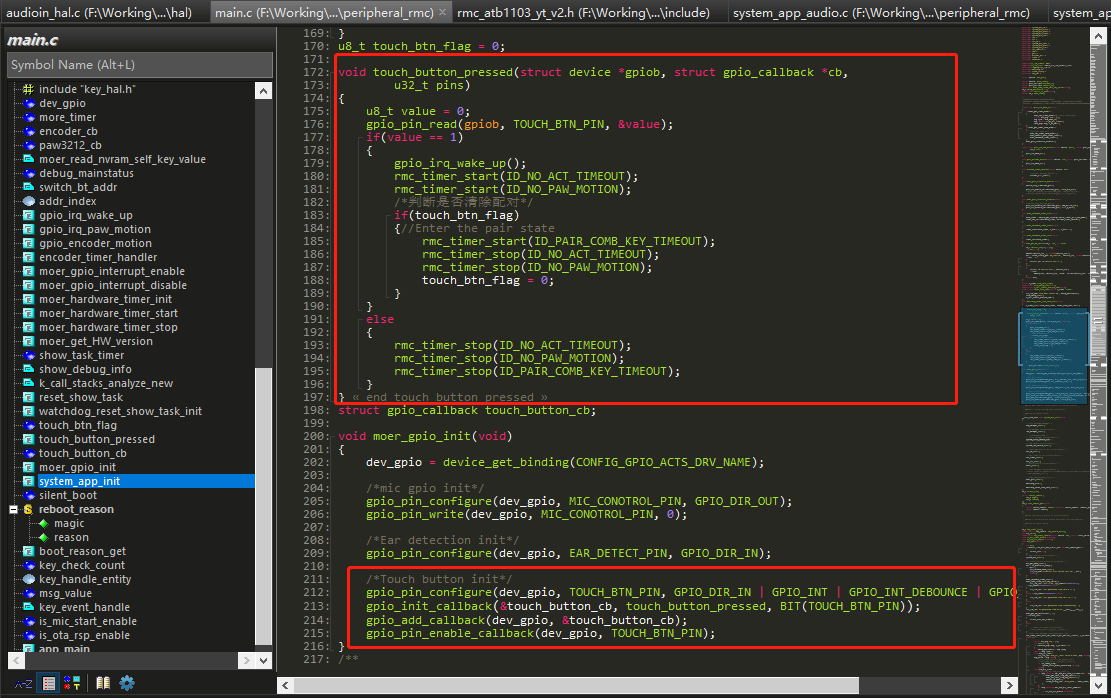 audioin_hal.c (F:\Working\...\hal) main.c (F:\Working\...\peripheral_rmc) × rmc_atb1103_yt_v2.h (F:\Working\...\include) system_app_audio.c (F:\Working\...\peripheral_rmc) system_ap
main.c
Symbol Name (Alt+L)
include "key_hal.h"
dev_gpio
more_timer
encoder_cb
paw3212_cb
moer_read_nvram_self_key_value
debug_mainstatus
switch_bt_addr
addr_index
gpio_irq_wake_up
gpio_irq_paw_motion
gpio_encoder_motion
encoder_timer_handler
moer_gpio_interrupt_enable
moer_gpio_interrupt_disable
moer_hardware_timer_init
moer_hardware_timer_start
moer_hardware_timer_stop
moer_get_HW_version
show_task_timer
show_debug_info
k_call_stacks_analyze_new
reset_show_task
watchdog_reset_show_task_init
touch_btn_flag
touch_button_pressed
touch_button_cb
moer_gpio_init
system_app_init
silent_boot
reboot_reason
magic
reason
boot_reason_get
key_check_count
key_handle_entity
msg_value
key_event_handle
is_mic_start_enable
is_ota_rsp_enable
app_main
A-Z
169: }
170: u8_t touch_btn_flag = 0;
171:
172: void touch_button_pressed(struct device *gpiob, struct gpio_callback *cb,
173: u32_t pins)
174: {
175: u8_t value = 0;
176: gpio_pin_read(gpiob, TOUCH_BTN_PIN, &value);
177: if(value == 1)
178: {
179: gpio_irq_wake_up();
180: rmc_timer_start(ID_NO_ACT_TIMEOUT);
181: rmc_timer_start(ID_NO_PAW_MOTION);
182: /*判断是否清除配对*/
183: if(touch_btn_flag)
184: {//Enter the pair state
185: rmc_timer_start(ID_PAIR_COMB_KEY_TIMEOUT);
186: rmc_timer_stop(ID_NO_ACT_TIMEOUT);
187: rmc_timer_stop(ID_NO_PAW_MOTION);
188: touch_btn_flag = 0;
189: }
190: }
191: else
192: {
193: rmc_timer_stop(ID_NO_ACT_TIMEOUT);
194: rmc_timer_stop(ID_NO_PAW_MOTION);
195: rmc_timer_stop(ID_PAIR_COMB_KEY_TIMEOUT);
196: }
197: } « end touch button pressed »
198: struct gpio_callback touch_button_cb;
199:
200: void moer_gpio_init(void)
201: {
202: dev_gpio = device_get_binding(CONFIG_GPIO_ACTS_DRV_NAME);
203:
204: /*mic gpio init*/
205: gpio_pin_configure(dev_gpio, MIC_CONOTROL_PIN, GPIO_DIR_OUT);
206: gpio_pin_write(dev_gpio, MIC_CONOTROL_PIN, 0);
207:
208: /*Ear detection init*/
209: gpio_pin_configure(dev_gpio, EAR_DETECT_PIN, GPIO_DIR_IN);
210:
211: /*Touch button init*/
212: gpio_pin_configure(dev_gpio, TOUCH_BTN_PIN, GPIO_DIR_IN | GPIO_INT | GPIO_INT_DEBOUNCE | GPIO
213: gpio_init_callback(&touch_button_cb, touch_button_pressed, BIT(TOUCH_BTN_PIN));
214: gpio_add_callback(dev_gpio, &touch_button_cb);
215: gpio_pin_enable_callback(dev_gpio, TOUCH_BTN_PIN);
216: }
217: /**